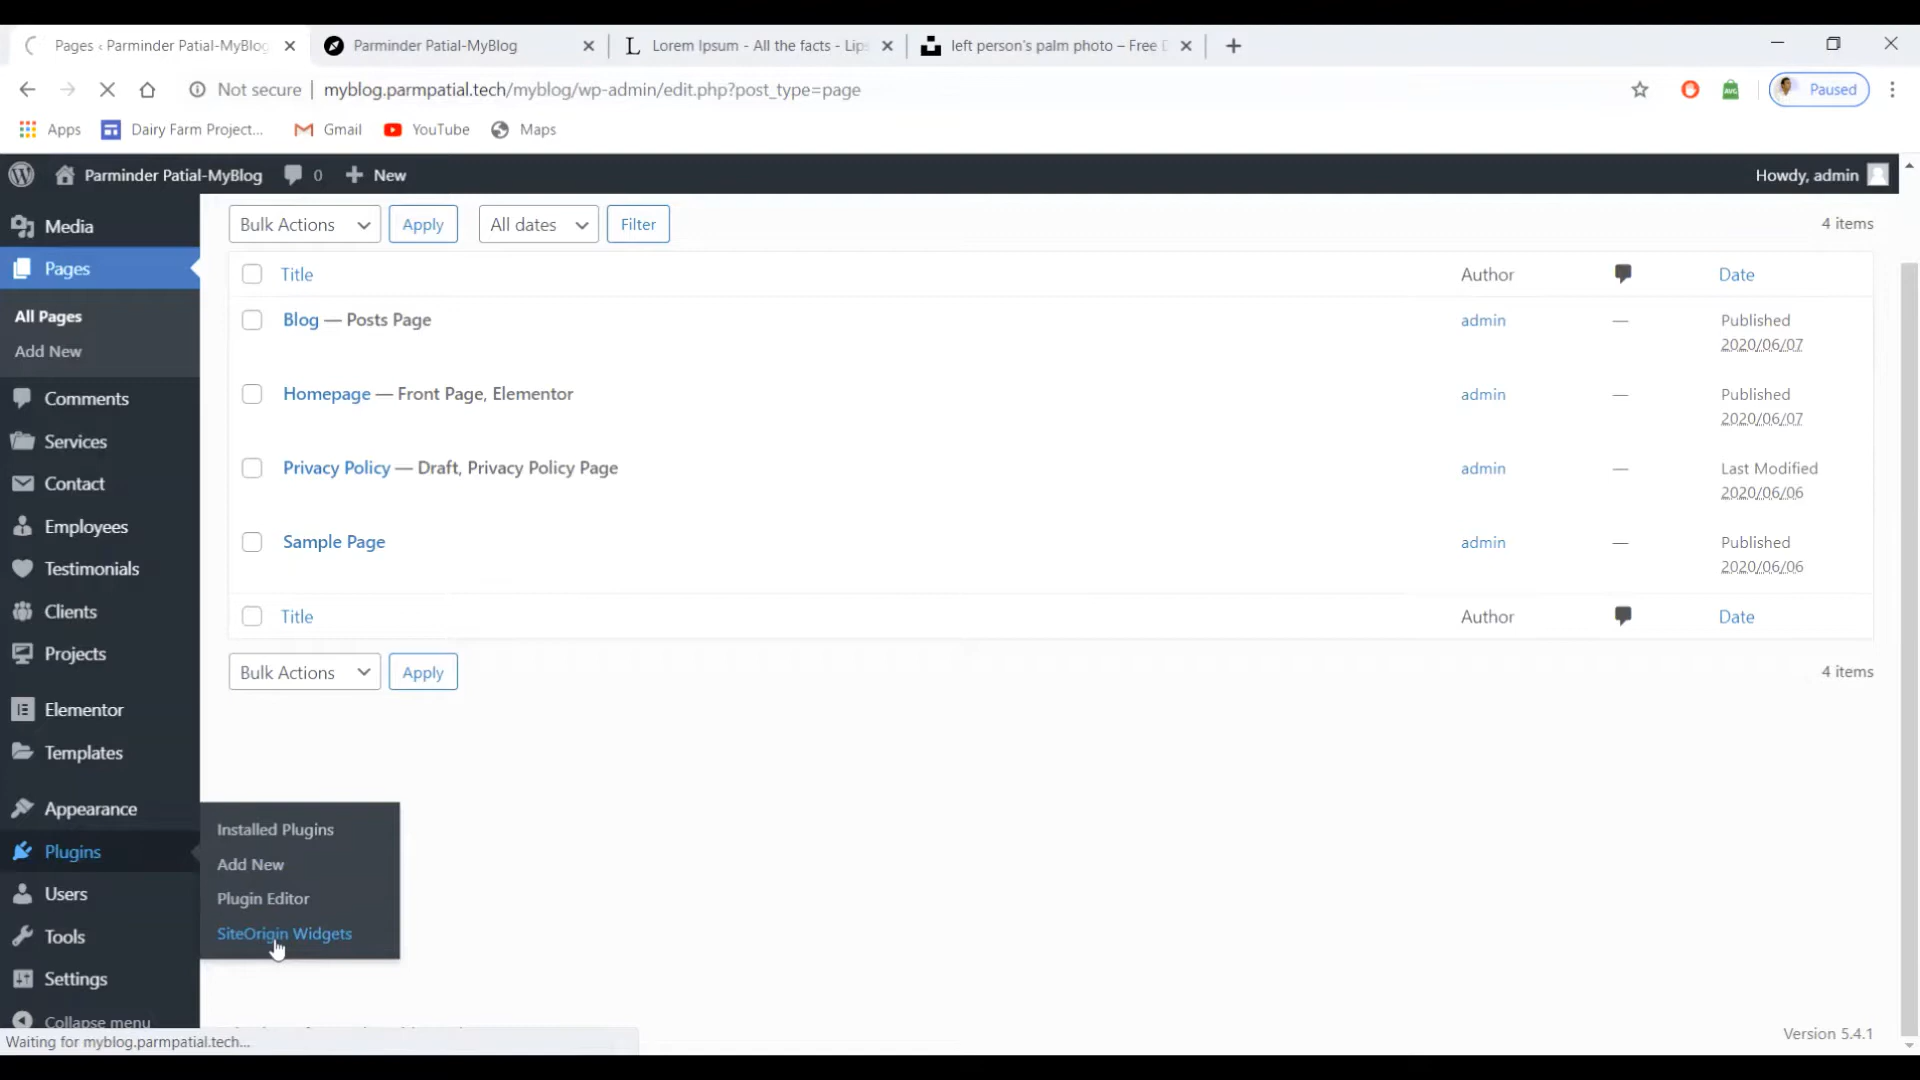 Pages ‹ Parminder Patial-MyBlog
Parminder Patial-MyBlog
Lorem Ipsum - All the facts - Lips
left person's palm photo – Free D
Not secure | myblog.parmpatial.tech/myblog/wp-admin/edit.php?post_type=page
Paused
Apps
Dairy Farm Project...
Gmail
YouTube
Maps
Parminder Patial-MyBlog
0
New
Howdy, admin
Media
Pages
All Pages
Add New
Comments
Services
Contact
Employees
Testimonials
Clients
Projects
Elementor
Templates
Appearance
Plugins
Users
Tools
Settings
Collapse menu
Installed Plugins
Add New
Plugin Editor
SiteOrigin Widgets
Bulk Actions
Apply
All dates
Filter
4 items
Title Author Date
Blog — Posts Page admin — Published
2020/06/07
Homepage — Front Page, Elementor admin — Published
2020/06/07
Privacy Policy — Draft, Privacy Policy Page admin — Last Modified
2020/06/06
Sample Page admin — Published
2020/06/06
Title Author Date
Bulk Actions
Apply
4 items
Version 5.4.1
Waiting for myblog.parmpatial.tech...